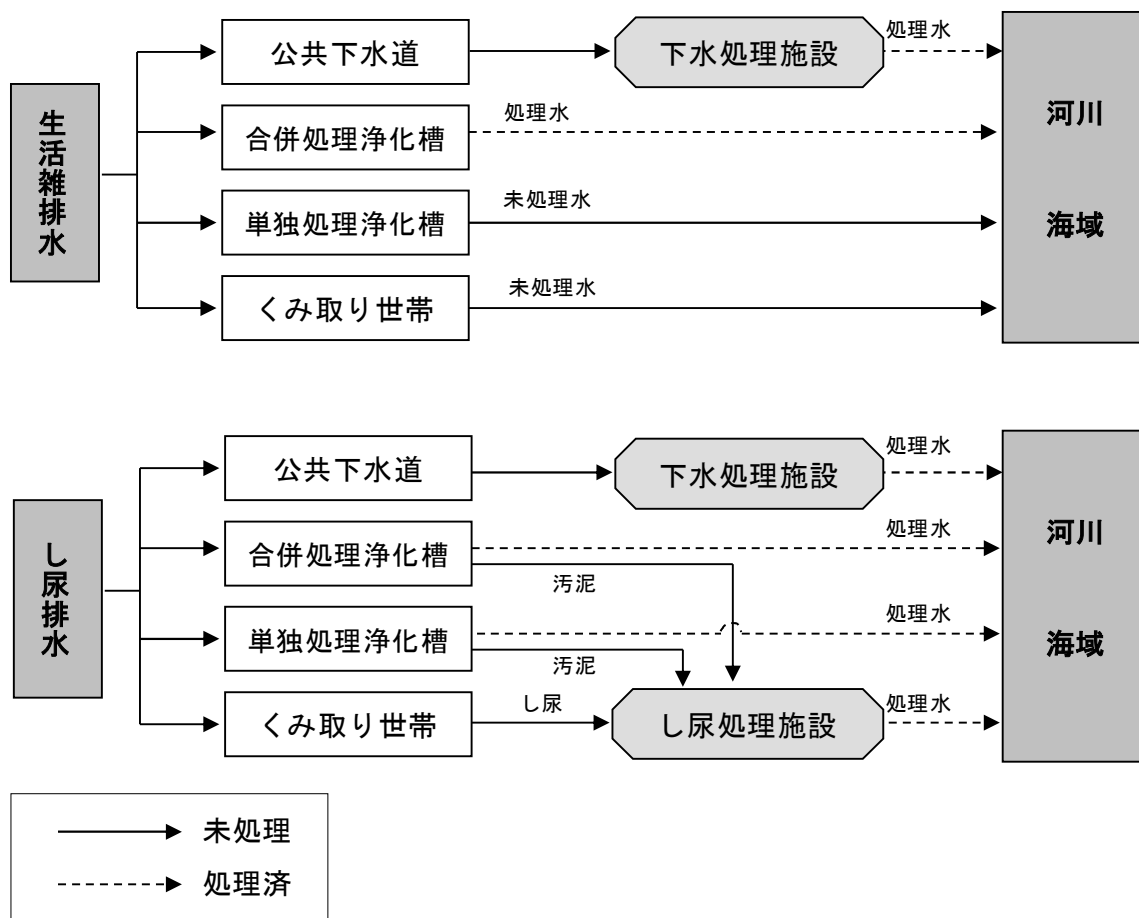 生活雑排水
公共下水道
下水処理施設
処理水
合併処理浄化槽
処理水
単独処理浄化槽
未処理水
くみ取り世帯
未処理水
河川
海域
し尿排水
公共下水道
下水処理施設
処理水
合併処理浄化槽
処理水
汚泥
単独処理浄化槽
処理水
汚泥
くみ取り世帯
し尿
し尿処理施設
処理水
河川
海域
未処理
処理済